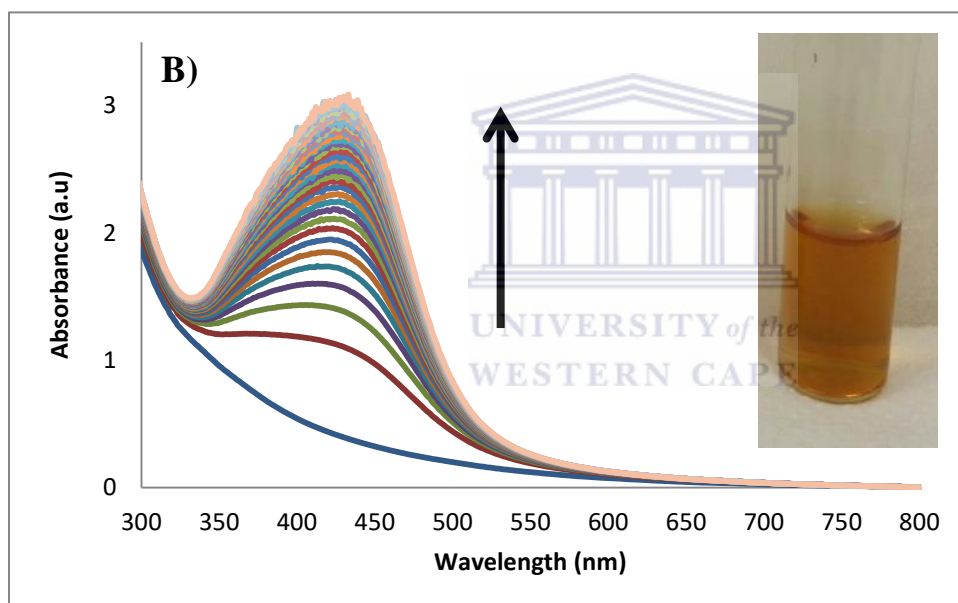 B)
3
2
1
0
300 350 400 450 500 550 600 650 700 750 800
Absorbance (a.u)
Wavelength (nm)
UNIVERSITY of the
WESTERN CAPE